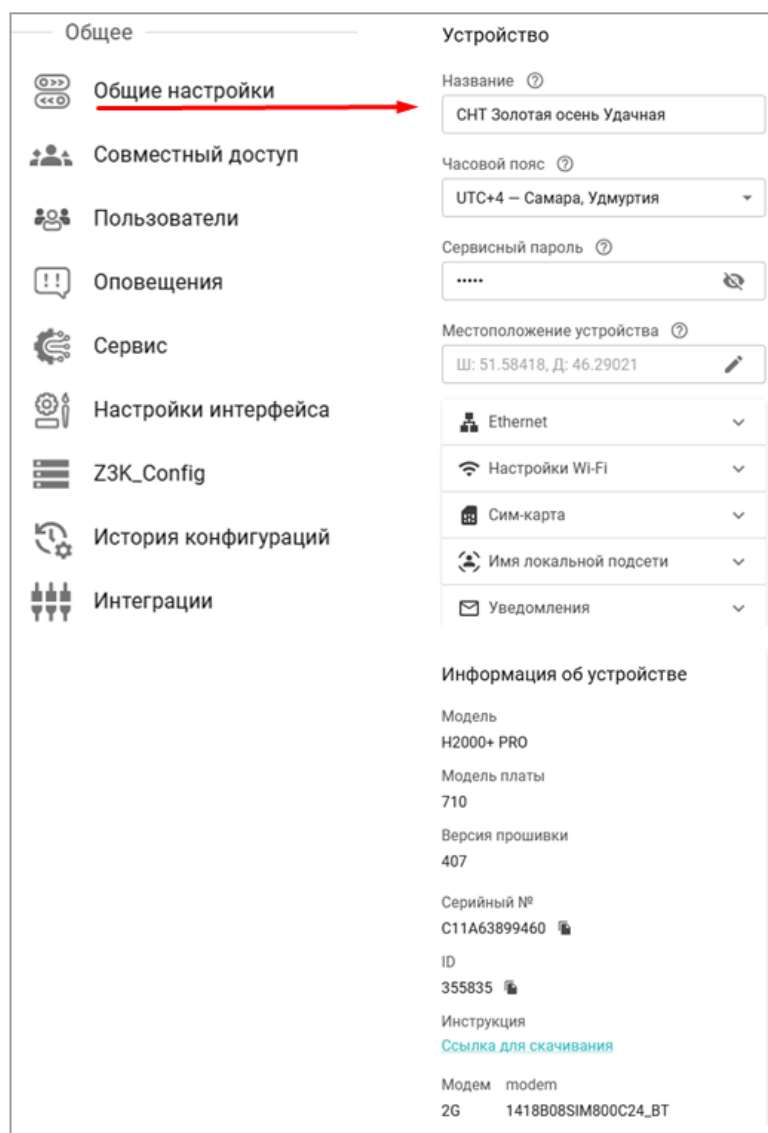 Общее
Общие настройки
Совместный доступ
Пользователи
Оповещения
Сервис
Настройки интерфейса
Z3K_Config
История конфигураций
Интеграции
Устройство
Название
СНТ Золотая осень Удачная
Часовой пояс
UTC+4 — Самара, Удмуртия
Сервисный пароль
•••••
Местоположение устройства
Ш: 51.58418, Д: 46.29021
Ethernet
Настройки Wi-Fi
Сим-карта
Имя локальной подсети
Уведомления
Информация об устройстве
Модель
H2000+ PRO
Модель платы
710
Версия прошивки
407
Серийный №
C11A63899460
ID
355835
Инструкция
Ссылка для скачивания
Модем modem
2G 1418B08SIM800C24_BT